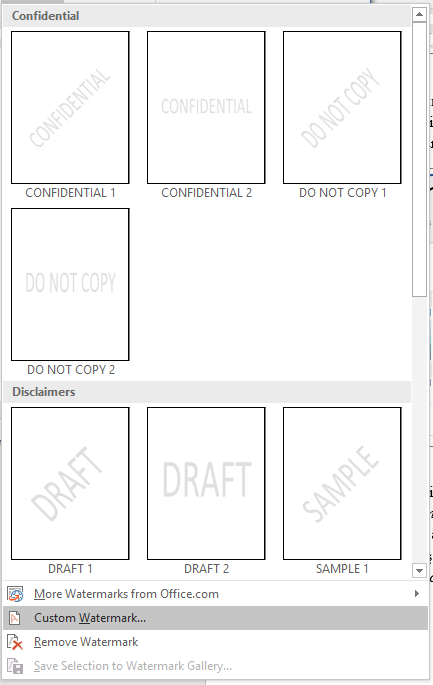 Confidential
CONFIDENTIAL
CONFIDENTIAL
DO NOT COPY
CONFIDENTIAL 1
CONFIDENTIAL 2
DO NOT COPY 1
DO NOT COPY
DO NOT COPY 2
Disclaimers
DRAFT
DRAFT
SAMPLE
DRAFT 1
DRAFT 2
SAMPLE 1
More Watermarks from Office.com
Custom Watermark...
Remove Watermark
Save Selection to Watermark Gallery...